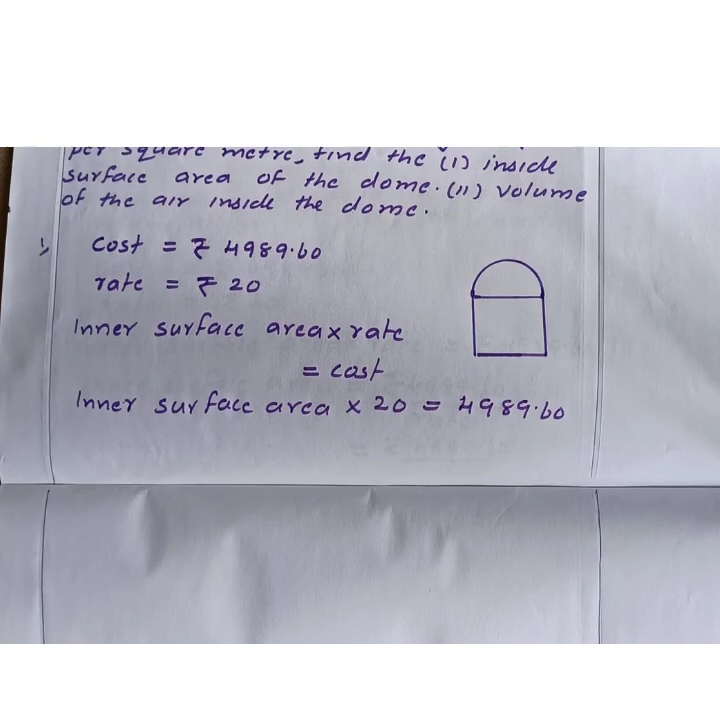 per square metre, find the (i) inside
surface area of the dome. (ii) volume
of the air inside the dome.
cost = ₹ 4989.60
rate = ₹ 20
Inner surface area x rate
= cost
Inner surface area x 20 = 4989.60